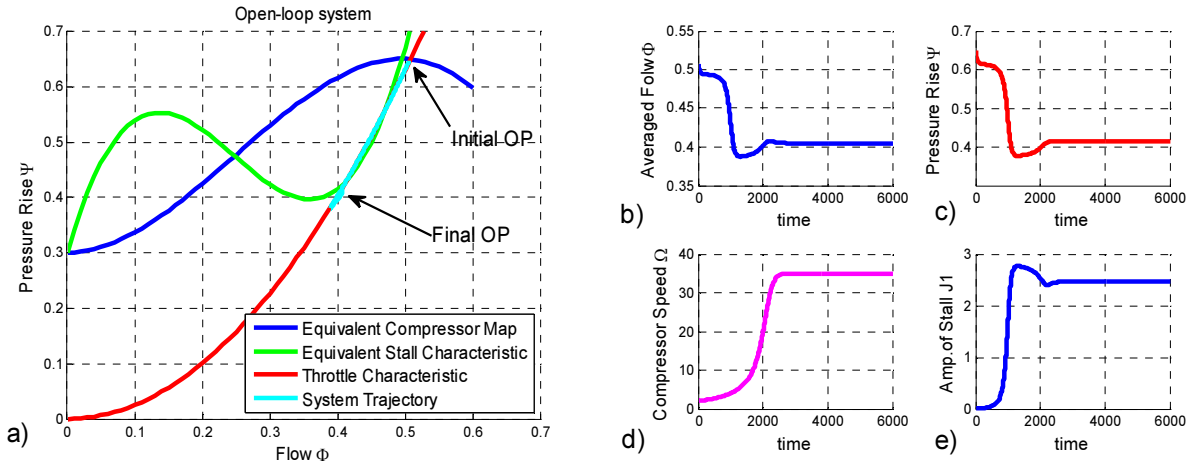 Open-loop system
0.7
0.6
0.5
0.4
0.3
0.2
0.1
0
Pressure Rise Ψ
0 0.1 0.2 0.3 0.4 0.5 0.6 0.7
Flow Φ
Initial OP
Final OP
Equivalent Compressor Map
Equivalent Stall Characteristic
Throttle Characteristic
System Trajectory
a)
0.55
0.5
0.45
0.4
0.35
Averaged Folw Φ
0 2000 4000 6000
time
b)
0.6
0.5
0.4
Pressure Rise Ψ
0 2000 4000 6000
time
c)
40
30
20
10
0
Compressor Speed Ω
0 2000 4000 6000
time
d)
3
2
1
0
Amp.of Stall J1
0 2000 4000 6000
time
e)